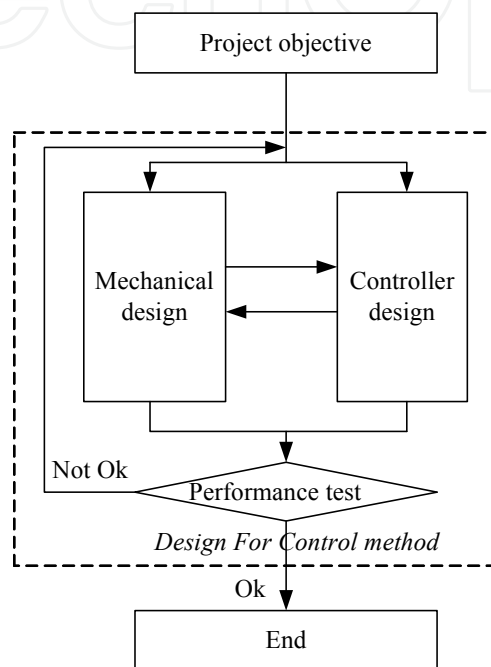 Project objective
Mechanical
design
Controller
design
Not Ok
Performance test
Design For Control method
Ok
End